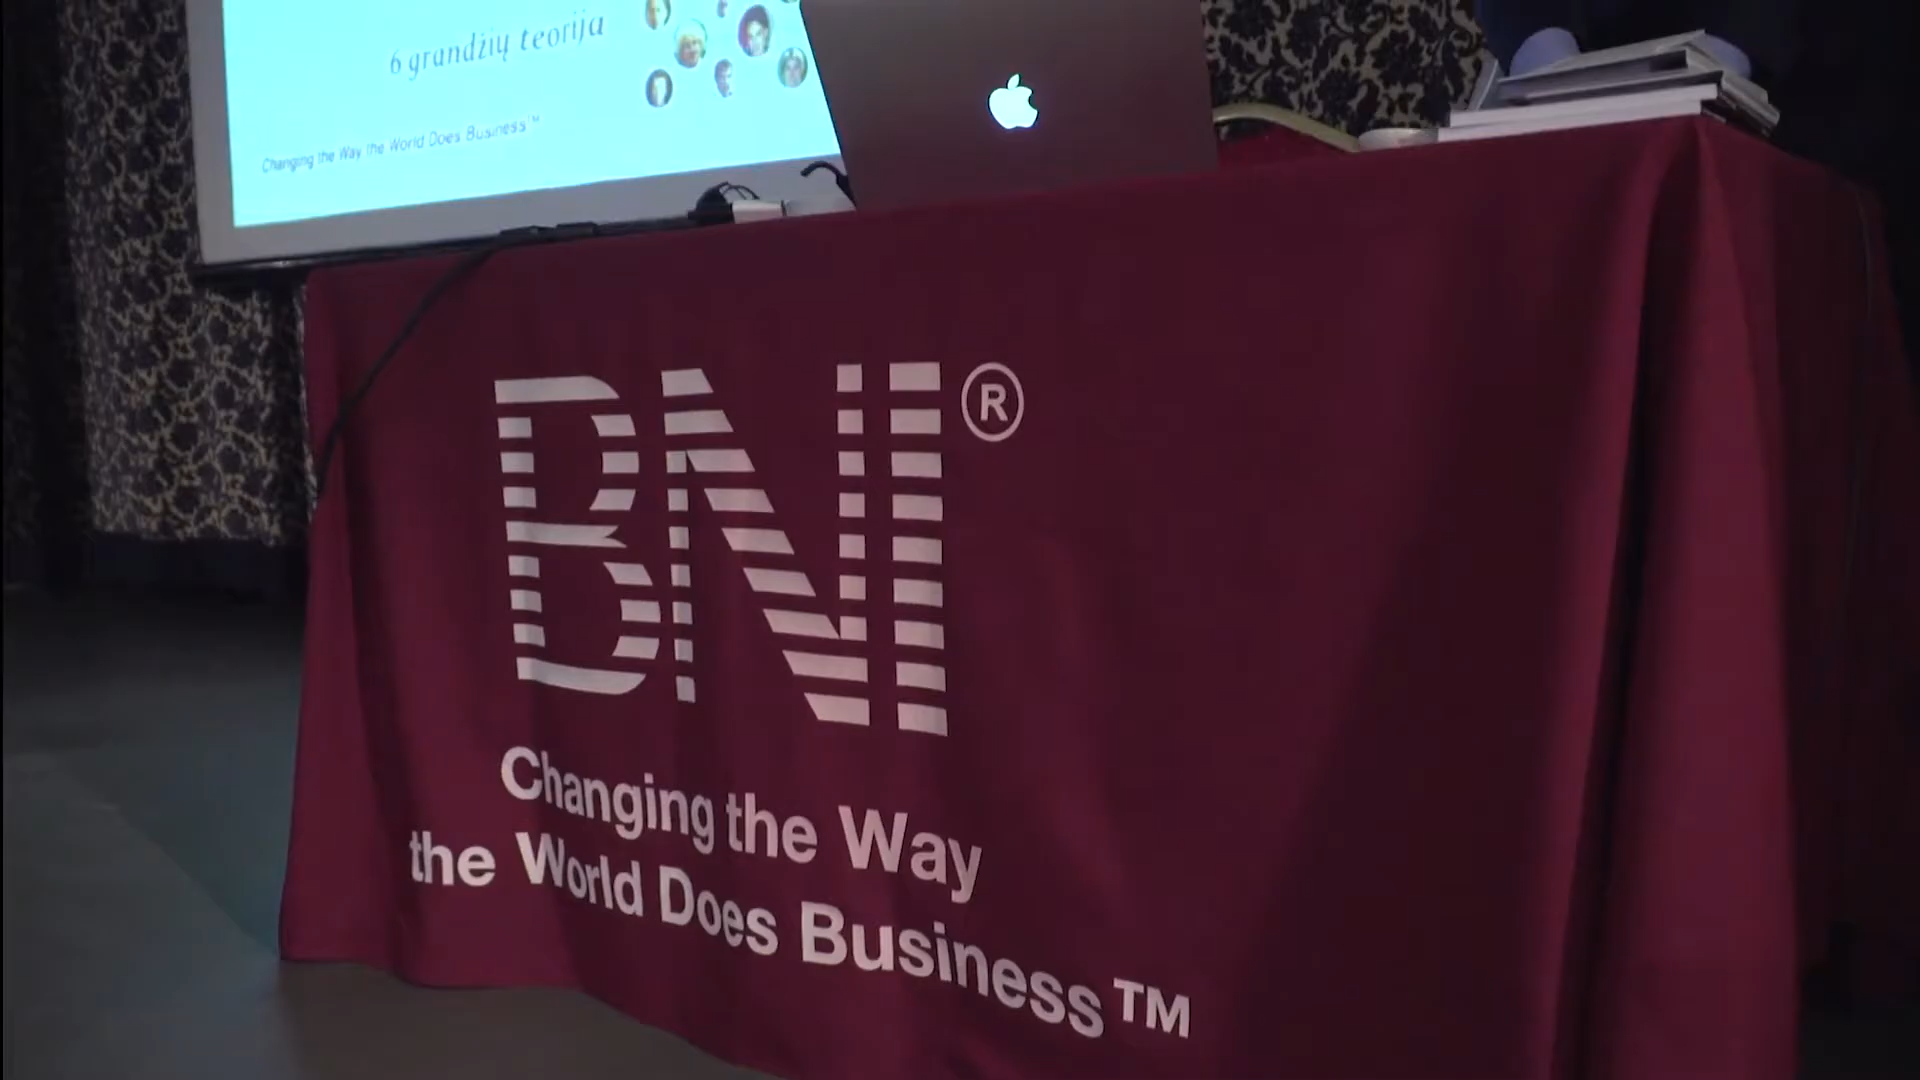 6 grandžių teorija
Changing the Way the World Does Business™
BNI®
Changing the Way
the World Does Business™